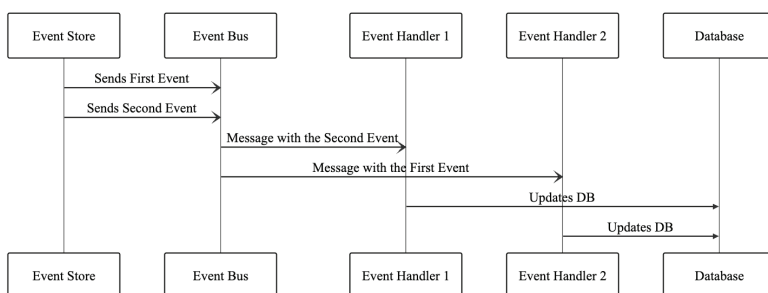 Event Store
Event Bus
Event Handler 1
Event Handler 2
Database
Sends First Event
Sends Second Event
Message with the Second Event
Message with the First Event
Updates DB
Updates DB
Event Store
Event Bus
Event Handler 1
Event Handler 2
Database